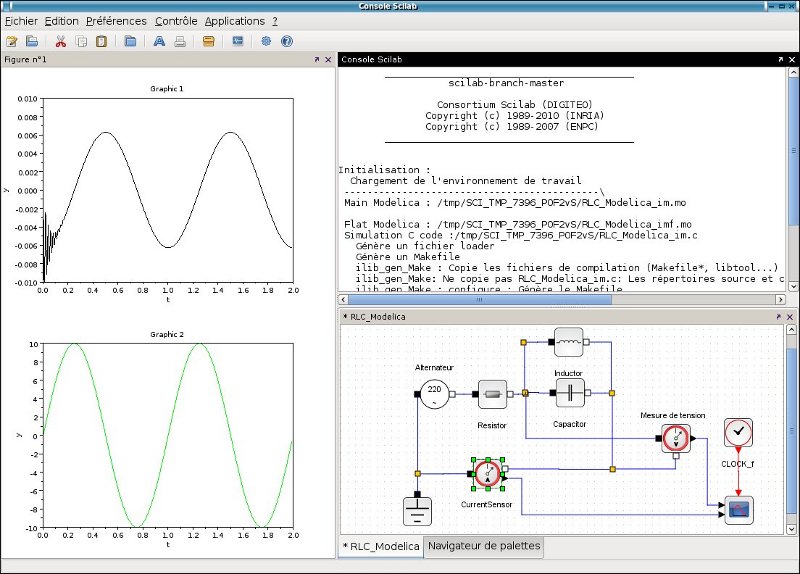 Console Scilab
Fichier Edition Préférences Contrôle Applications ?
Figure n°1
Graphic 1
0.010
0.008
0.006
0.004
0.002
0.000
-0.002
-0.004
-0.006
-0.008
-0.010
y
0.0 0.2 0.4 0.6 0.8 1.0 1.2 1.4 1.6 1.8 2.0
t
Graphic 2
10
8
6
4
2
0
-2
-4
-6
-8
-10
y
0.0 0.2 0.4 0.6 0.8 1.0 1.2 1.4 1.6 1.8 2.0
t
Console Scilab
scilab-branch-master
Consortium Scilab (DIGITEO)
Copyright (c) 1989-2010 (INRIA)
Copyright (c) 1989-2007 (ENPC)
Initialisation :
Chargement de l'environnement de travail
--------------------------------------------\
Main Modelica : /tmp/SCI_TMP_7396_POF2vS/RLC_Modelica_im.mo
Flat Modelica : /tmp/SCI_TMP_7396_POF2vS/RLC_Modelica_imf.mo
Simulation C code :/tmp/SCI_TMP_7396_POF2vS/RLC_Modelica_im.c
Génère un fichier loader
Génère un Makefile
ilib_gen_Make : Copie les fichiers de compilation (Makefile*, libtool...)
ilib_gen_Make: Ne copie pas RLC_Modelica_im.c: Les répertoires source et c
ilib_gen_Make : configure : Génère le Makefile
* RLC_Modelica
Alternateur
220
~
Resistor
Inductor
Capacitor
Mesure de tension
CLOCK_f
CurrentSensor
* RLC_Modelica Navigateur de palettes